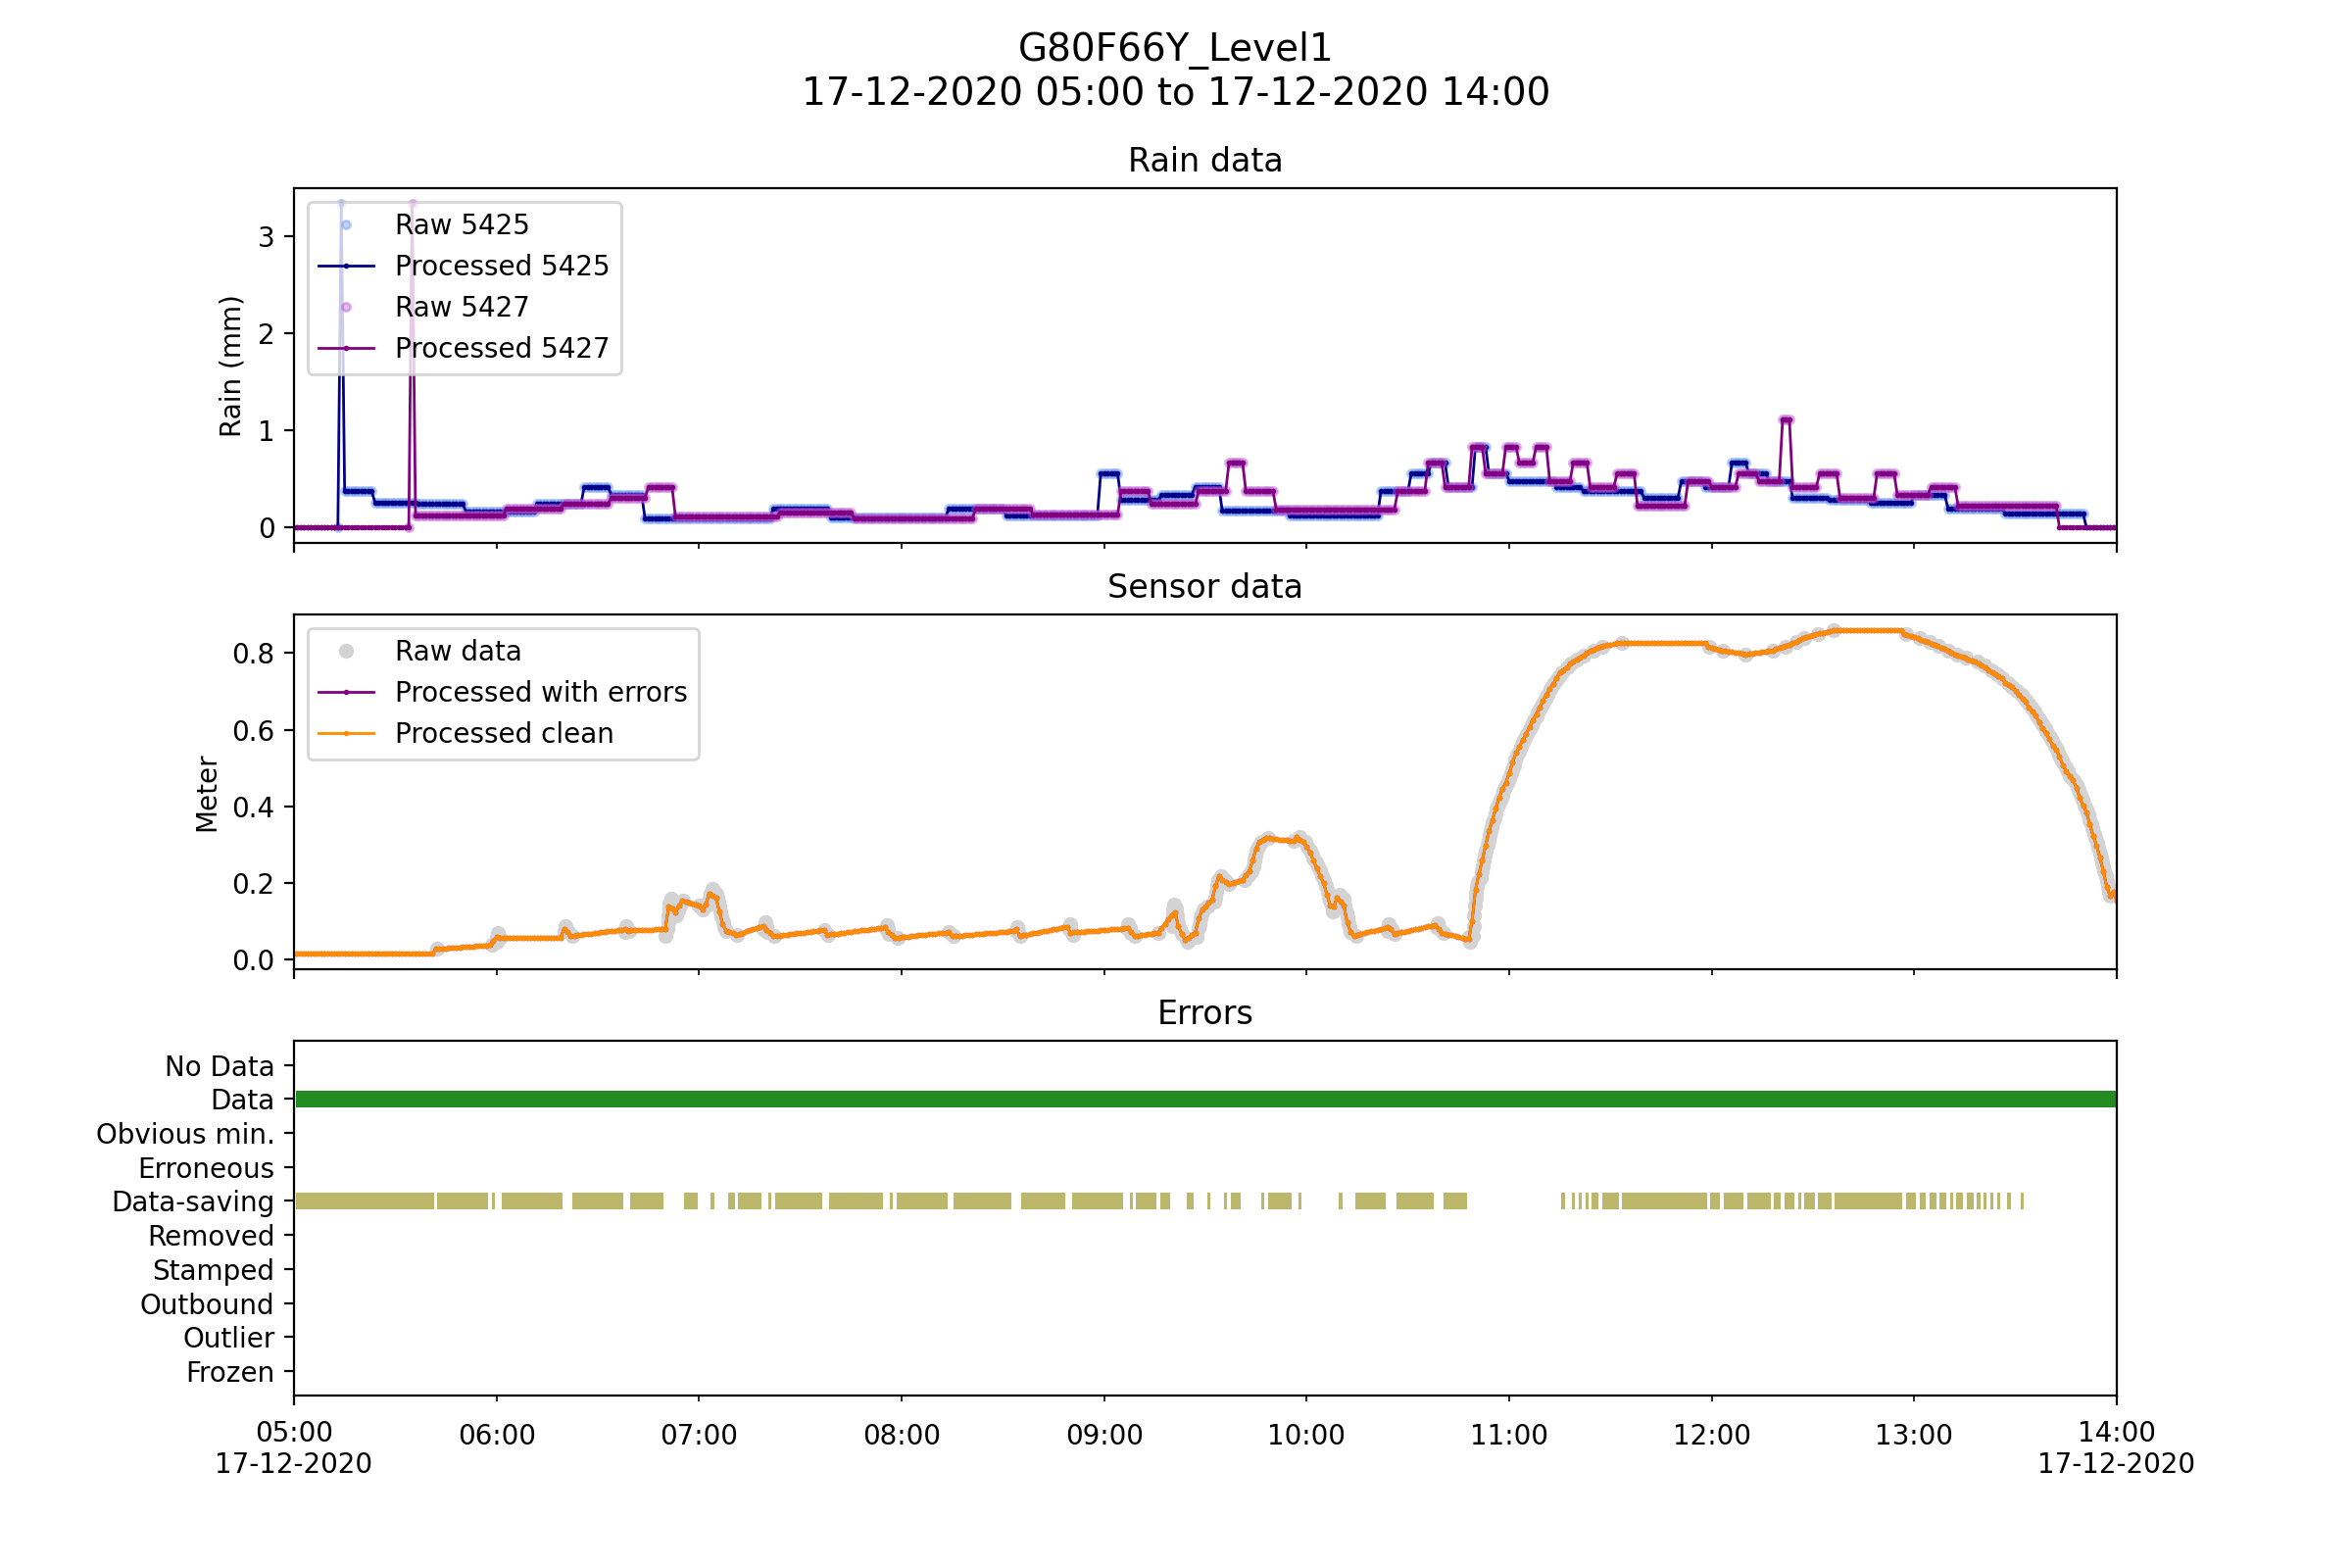 G80F66Y_Level1
17-12-2020 05:00 to 17-12-2020 14:00
Rain data
Rain (mm)
3
2
1
0
Raw 5425
Processed 5425
Raw 5427
Processed 5427
Sensor data
Meter
0.8
0.6
0.4
0.2
0.0
Raw data
Processed with errors
Processed clean
Errors
No Data
Data
Obvious min.
Erroneous
Data-saving
Removed
Stamped
Outbound
Outlier
Frozen
05:00 06:00 07:00 08:00 09:00 10:00 11:00 12:00 13:00 14:00
17-12-2020 17-12-2020